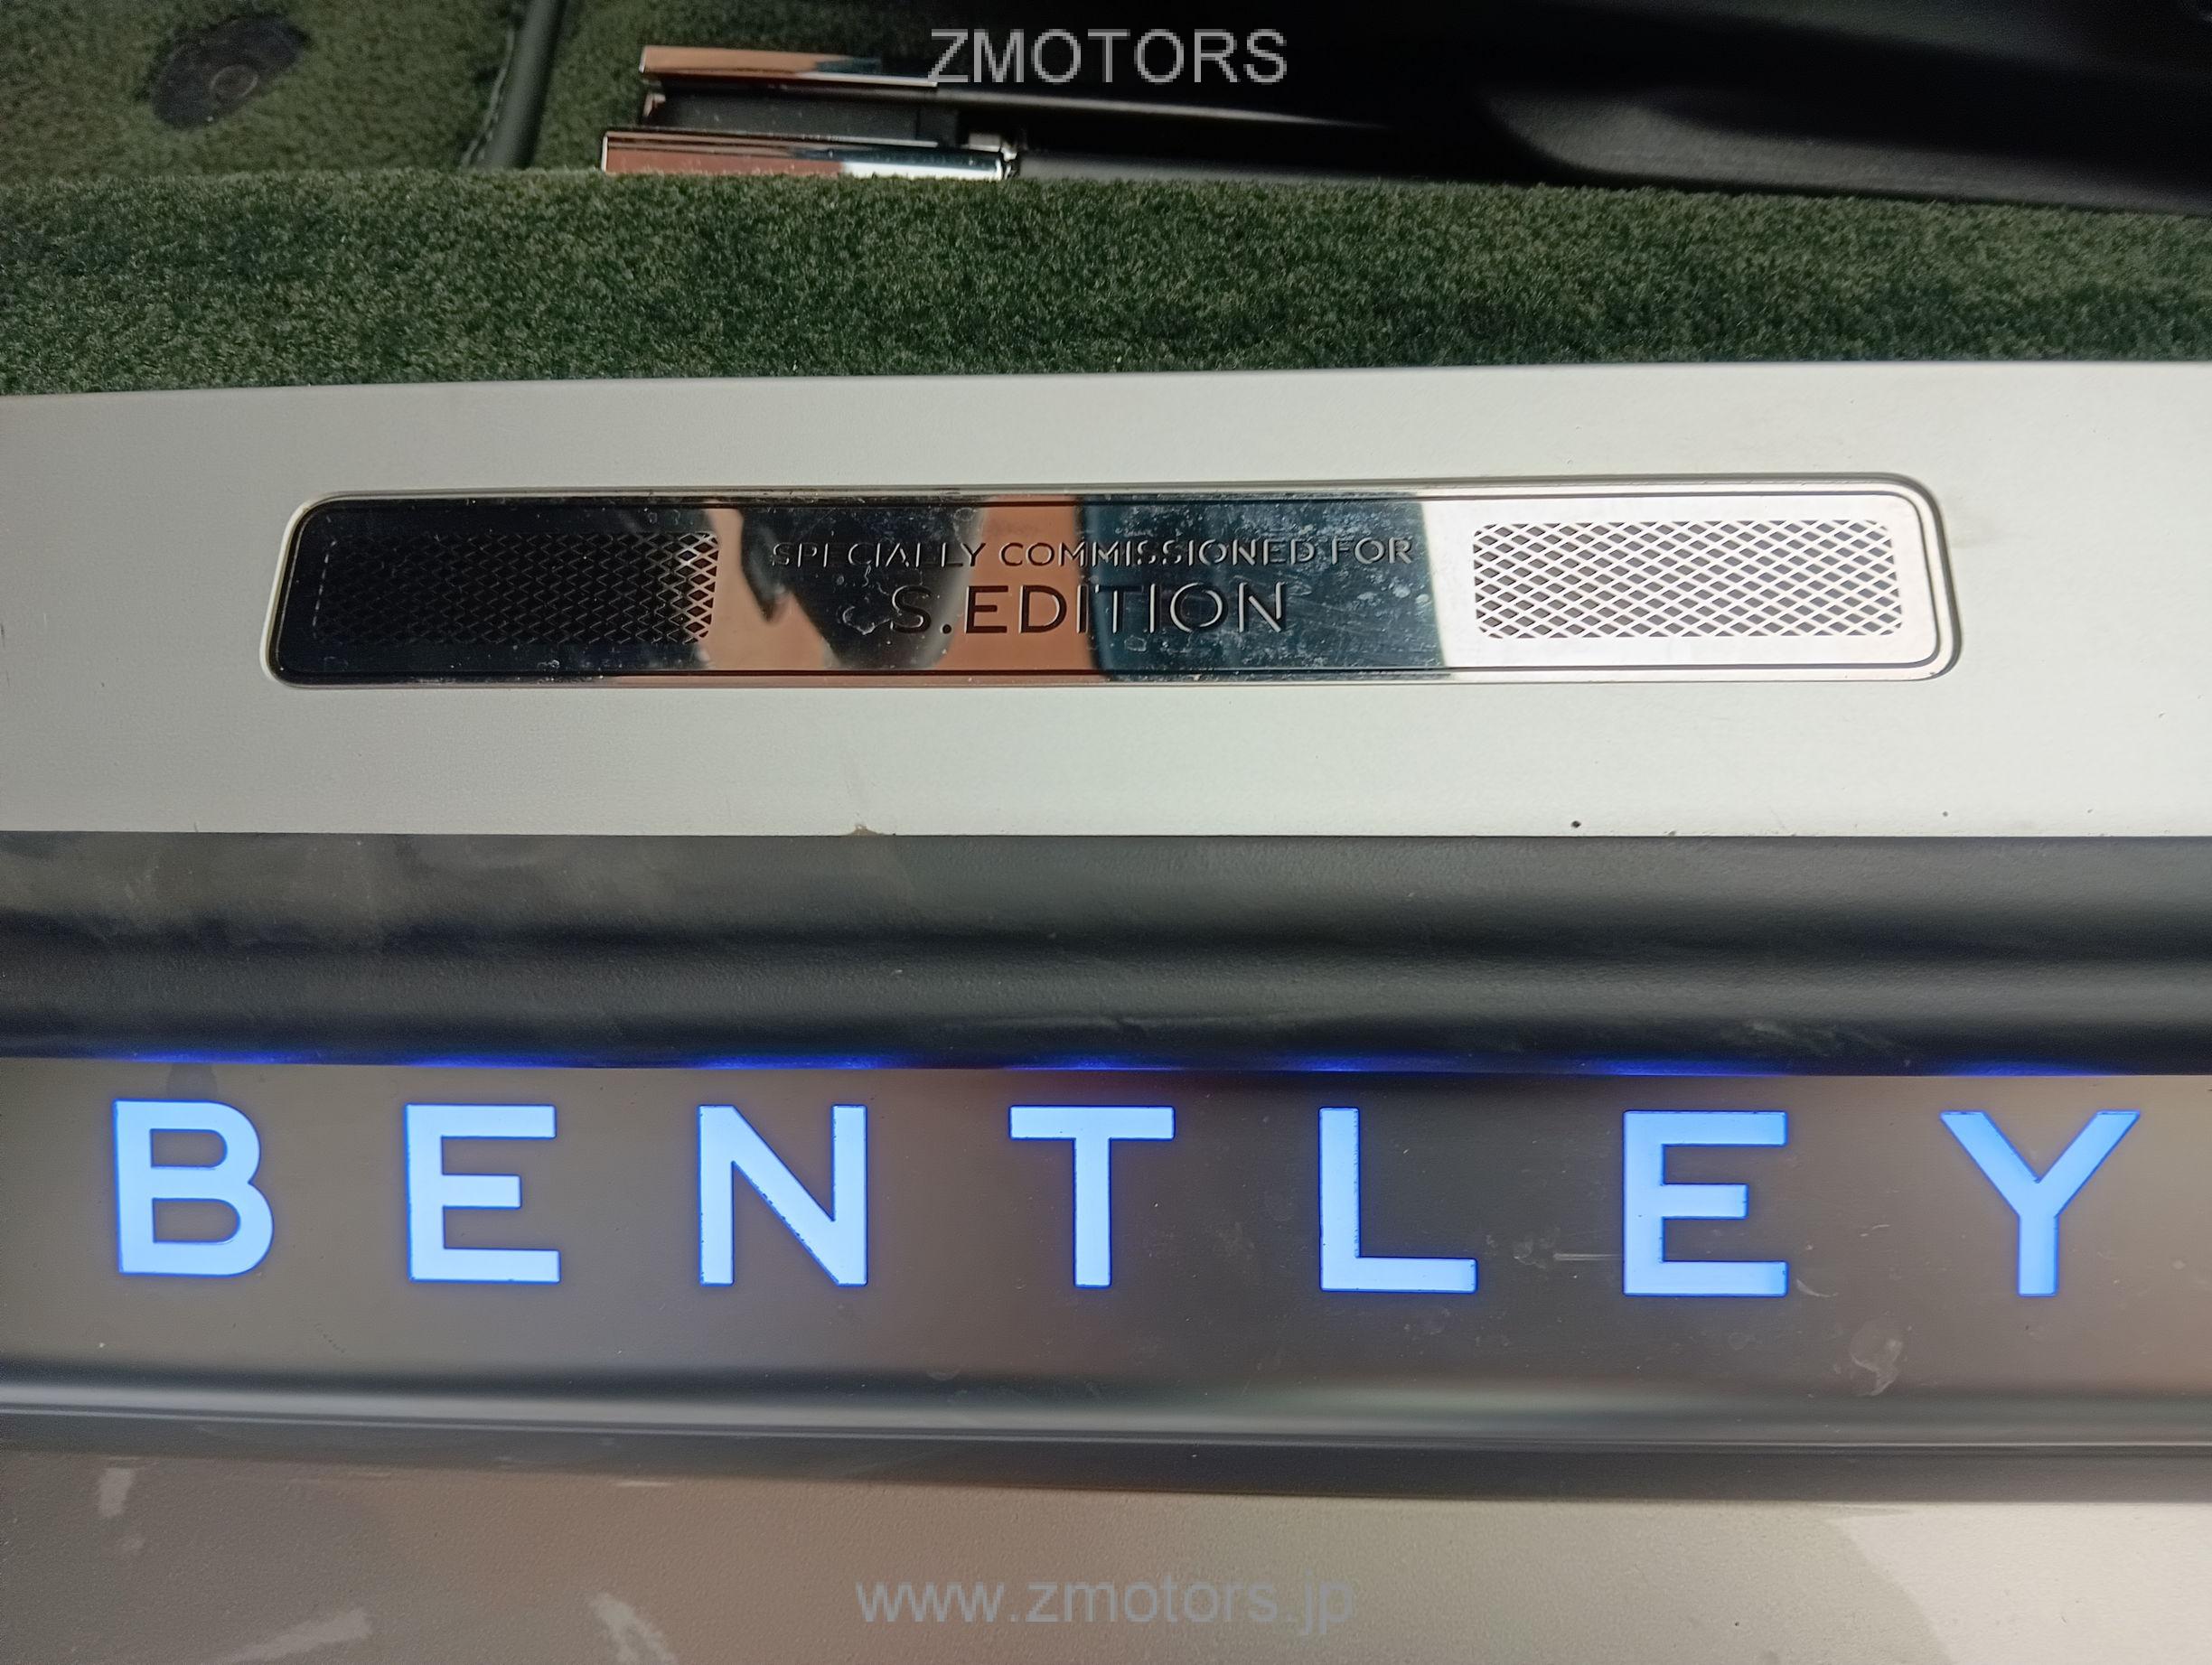 ZMOTORS
SPECIALLY COMMISSIONED FOR
S.EDITION
BENTLEY
www.zmotors.jp